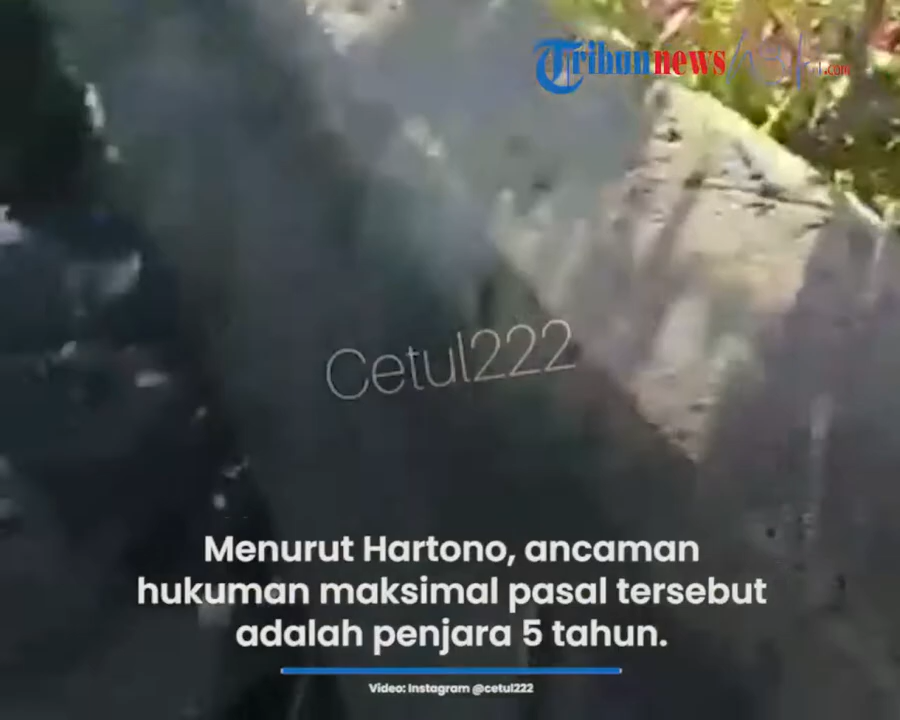 Tribunnews.com
Cetul222
Menurut Hartono, ancaman
hukuman maksimal pasal tersebut
adalah penjara 5 tahun.
Video: Instagram @cetul222